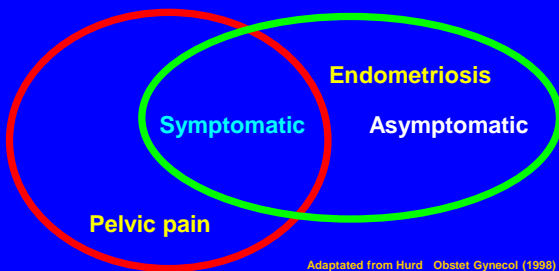 Endometriosis
Symptomatic Asymptomatic
Pelvic pain
Adaptated from Hurd Obstet Gynecol (1998)